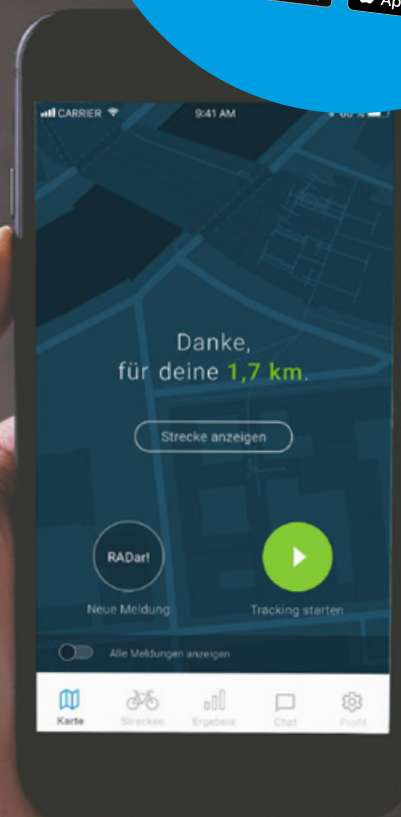 Ap
CARRIER
9:41 AM
Danke,
für deine 1,7 km.
Strecke anzeigen
RADar!
Neue Meldung
Tracking starten
Alle Meldungen anzeigen
Karte
Strecken
Ergebnis
Chat
Profil